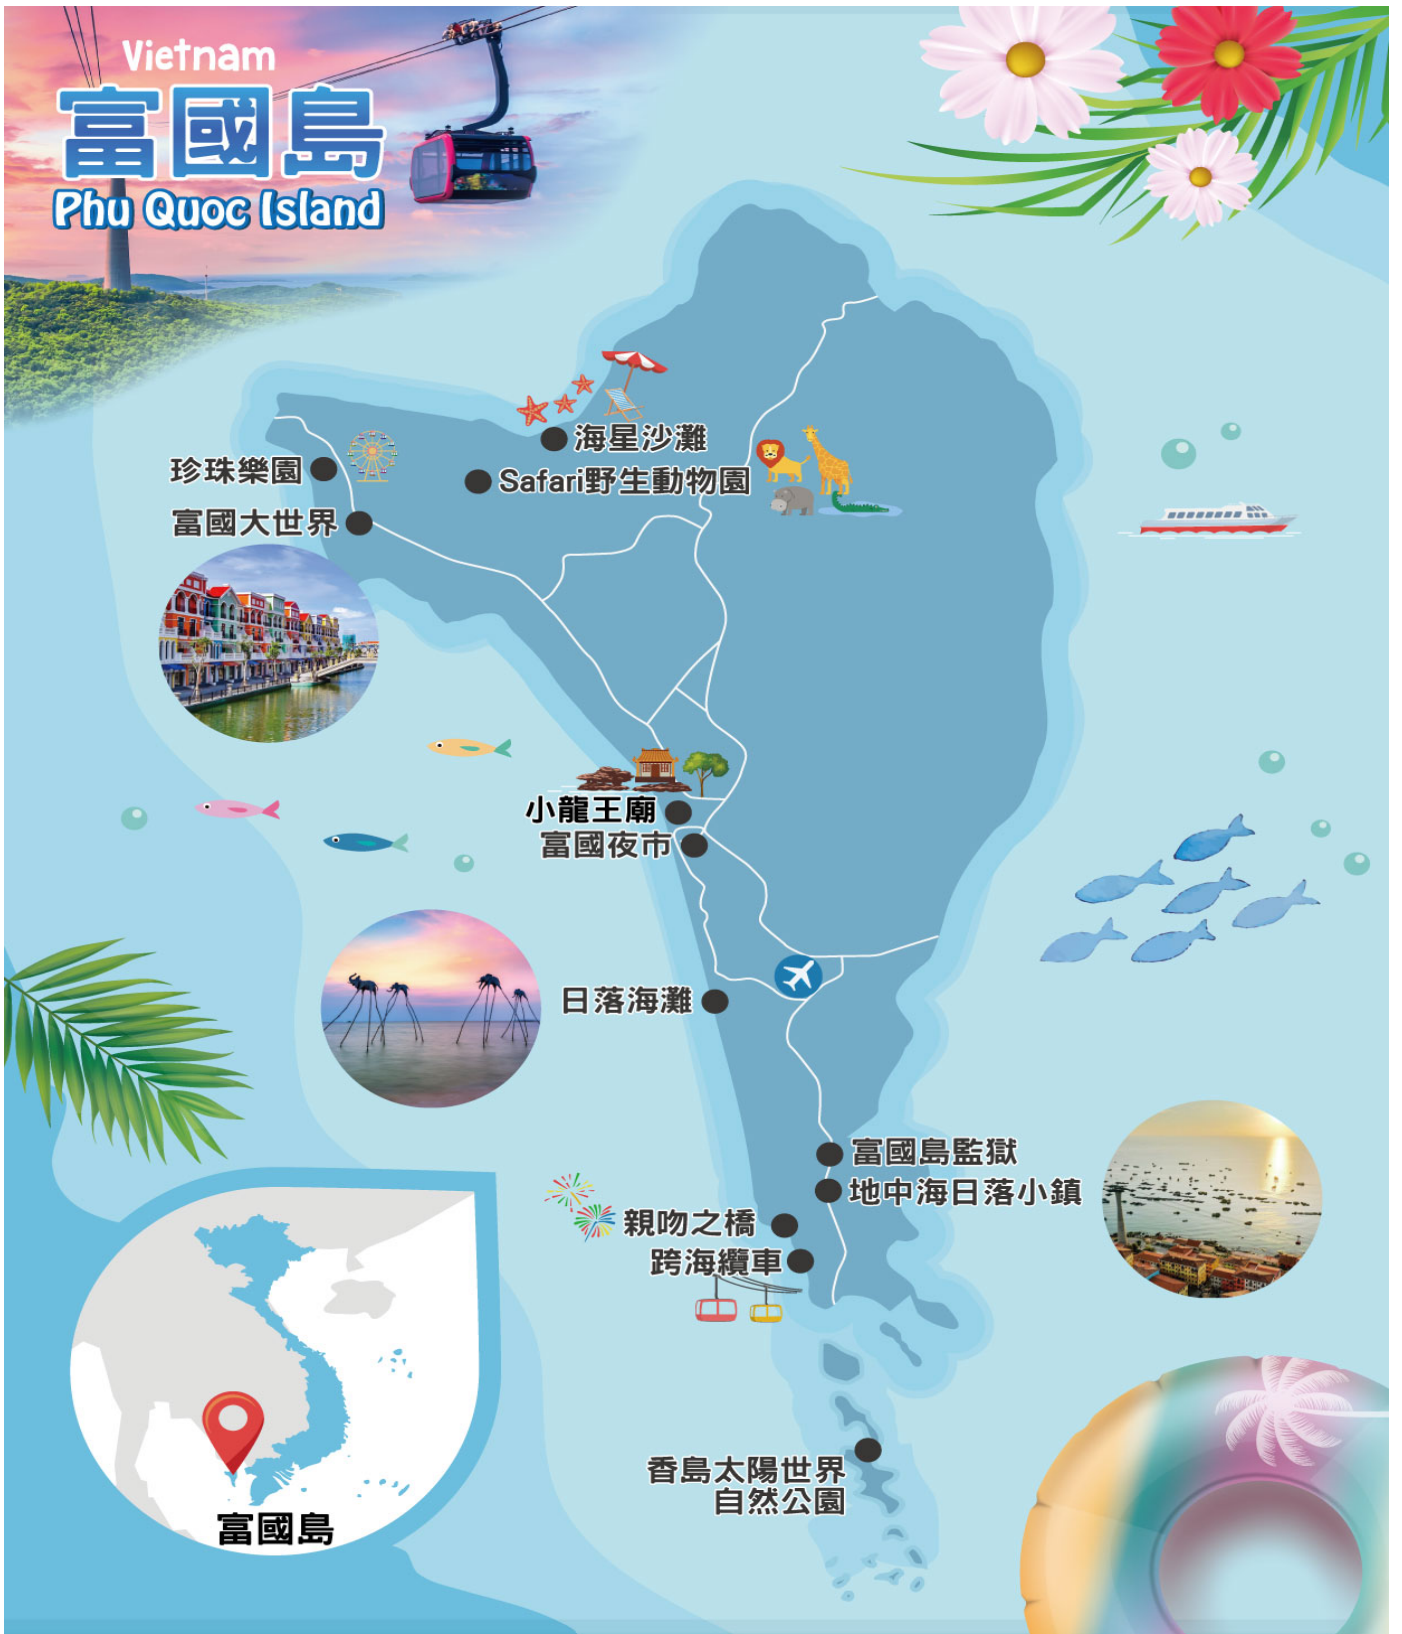 Vietnam
富國島
Phu Quoc Island
海星沙灘
珍珠樂園
Safari野生動物園
富國大世界
小龍王廟
富國夜市
日落海灘
富國島監獄
地中海日落小鎮
親吻之橋
跨海纜車
香島太陽世界
自然公園
富國島